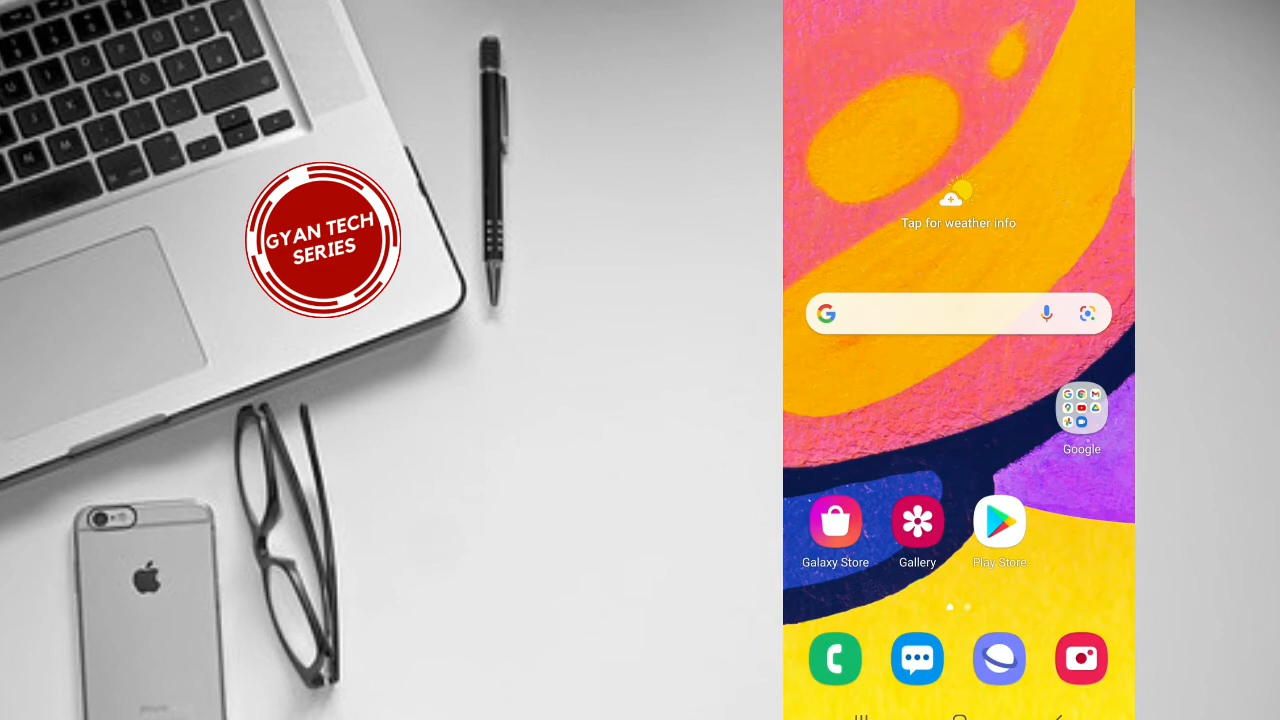 GYAN TECH
SERIES
Tap for weather info
Google
Galaxy Store
Gallery
Play Store